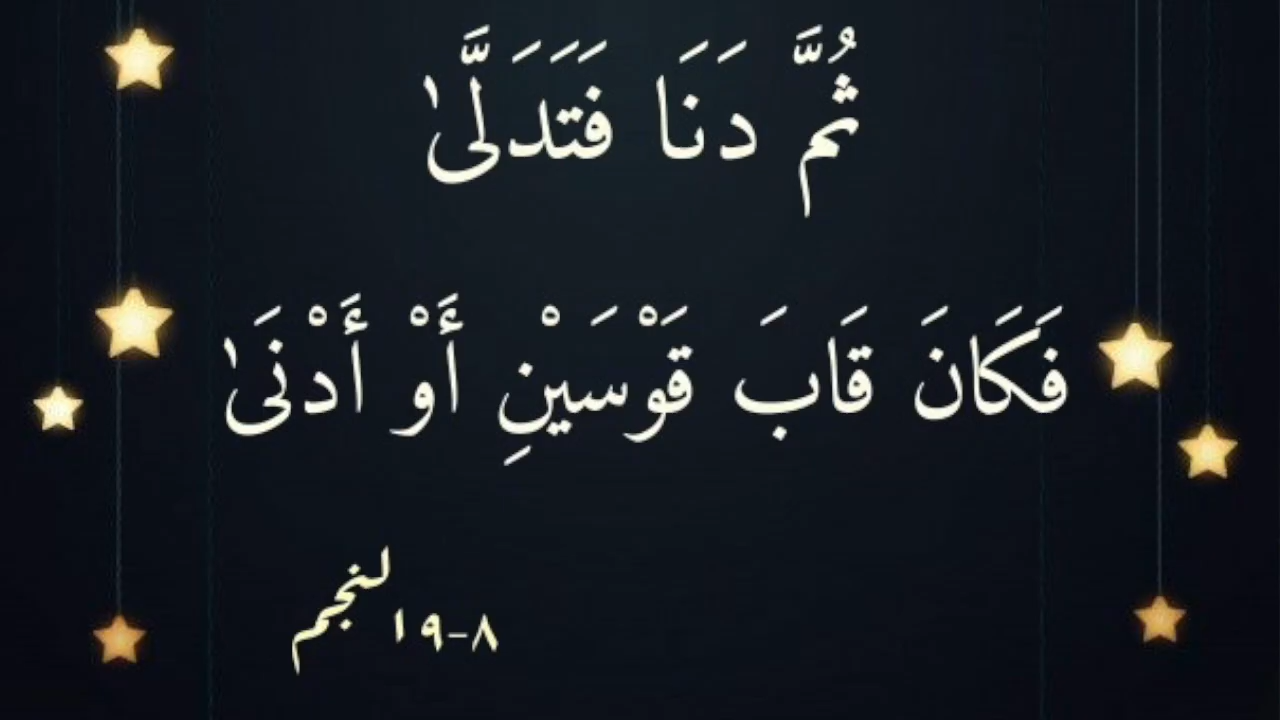 ثُمَّ دَنَا فَتَدَلَّىٰ
فَكَانَ قَابَ قَوْسَيْنِ أَوْ أَدْنَىٰ
٨-٩ النجم